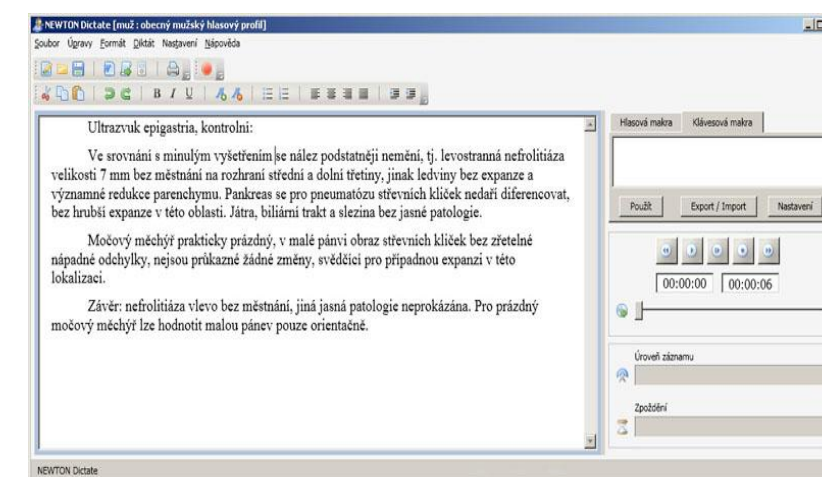 NEWTON Dictate [muž : obecný mužský hlasový profil]
Soubor Úpravy Formát Diktát Nastavení Nápověda
B I U
Ultrazvuk epigastria, kontrolni:
Ve srovnání s minulým vyšetřením se nález podstatněji nemění, tj. levostranná nefrolitiáza
velikosti 7 mm bez městnání na rozhraní střední a dolní třetiny, jinak ledviny bez expanze a
významné redukce parenchymu. Pankreas se pro pneumatózu střevních kliček nedaří diferencovat,
bez hrubší expanze v této oblasti. Játra, biliární trakt a slezina bez jasné patologie.
Močový měchýř prakticky prázdný, v malé pánvi obraz střevních kliček bez zřetelné
nápadné odchylky, nejsou průkazné žádné změny, svědčící pro případnou expanzi v této
lokalizaci.
Závěr: nefrolitiáza vlevo bez městnání, jiná jasná patologie neprokázána. Pro prázdný
močový měchýř lze hodnotit malou pánev pouze orientačně.
Hlasová makra Klávesová makra
Použít Export / Import Nastavení
00:00:00 00:00:06
Úroveň záznamu
Zpoždění
NEWTON Dictate